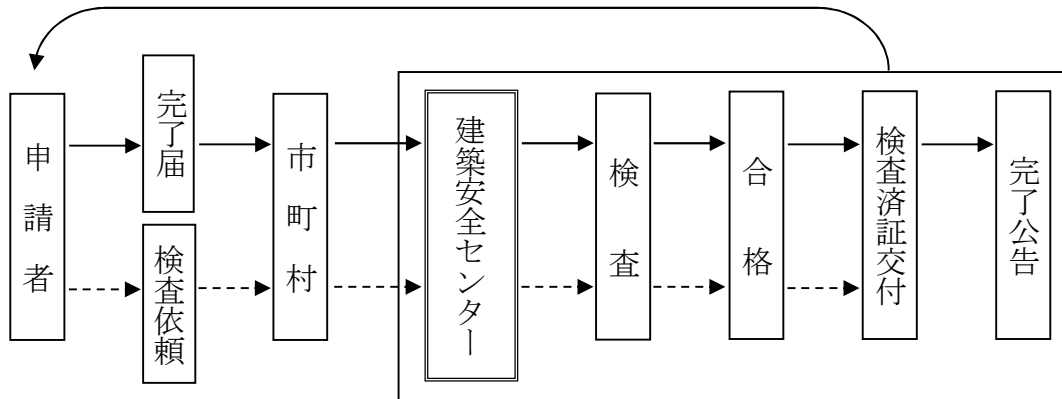 申請者
完了届
検査依頼
市町村
建築安全センター
検査
合格
検査済証交付
完了公告